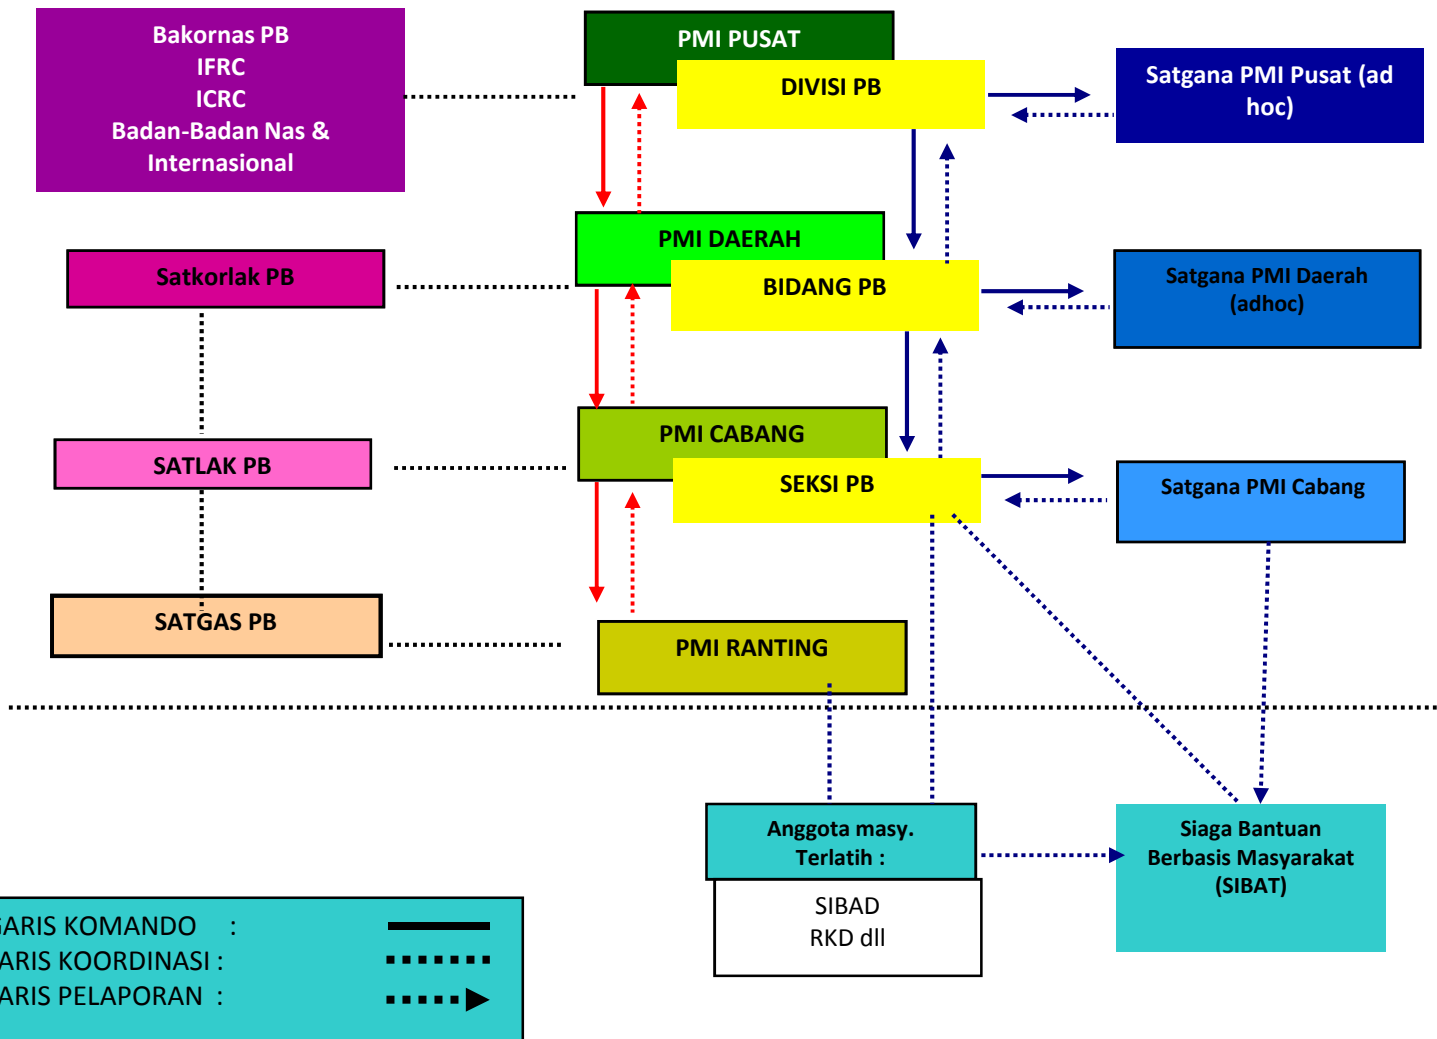 Bakornas PB
IFRC
ICRC
Badan-Badan Nas &
Internasional
PMI PUSAT
DIVISI PB
Satgana PMI Pusat (ad
hoc)
Satkorlak PB
PMI DAERAH
BIDANG PB
Satgana PMI Daerah
(adhoc)
SATLAK PB
PMI CABANG
SEKSI PB
Satgana PMI Cabang
SATGAS PB
PMI RANTING
Anggota masy.
Terlatih :
SIBAD
RKD dll
Siaga Bantuan
Berbasis Masyarakat
(SIBAT)
GARIS KOMANDO :
ARIS KOORDINASI :
ARIS PELAPORAN :